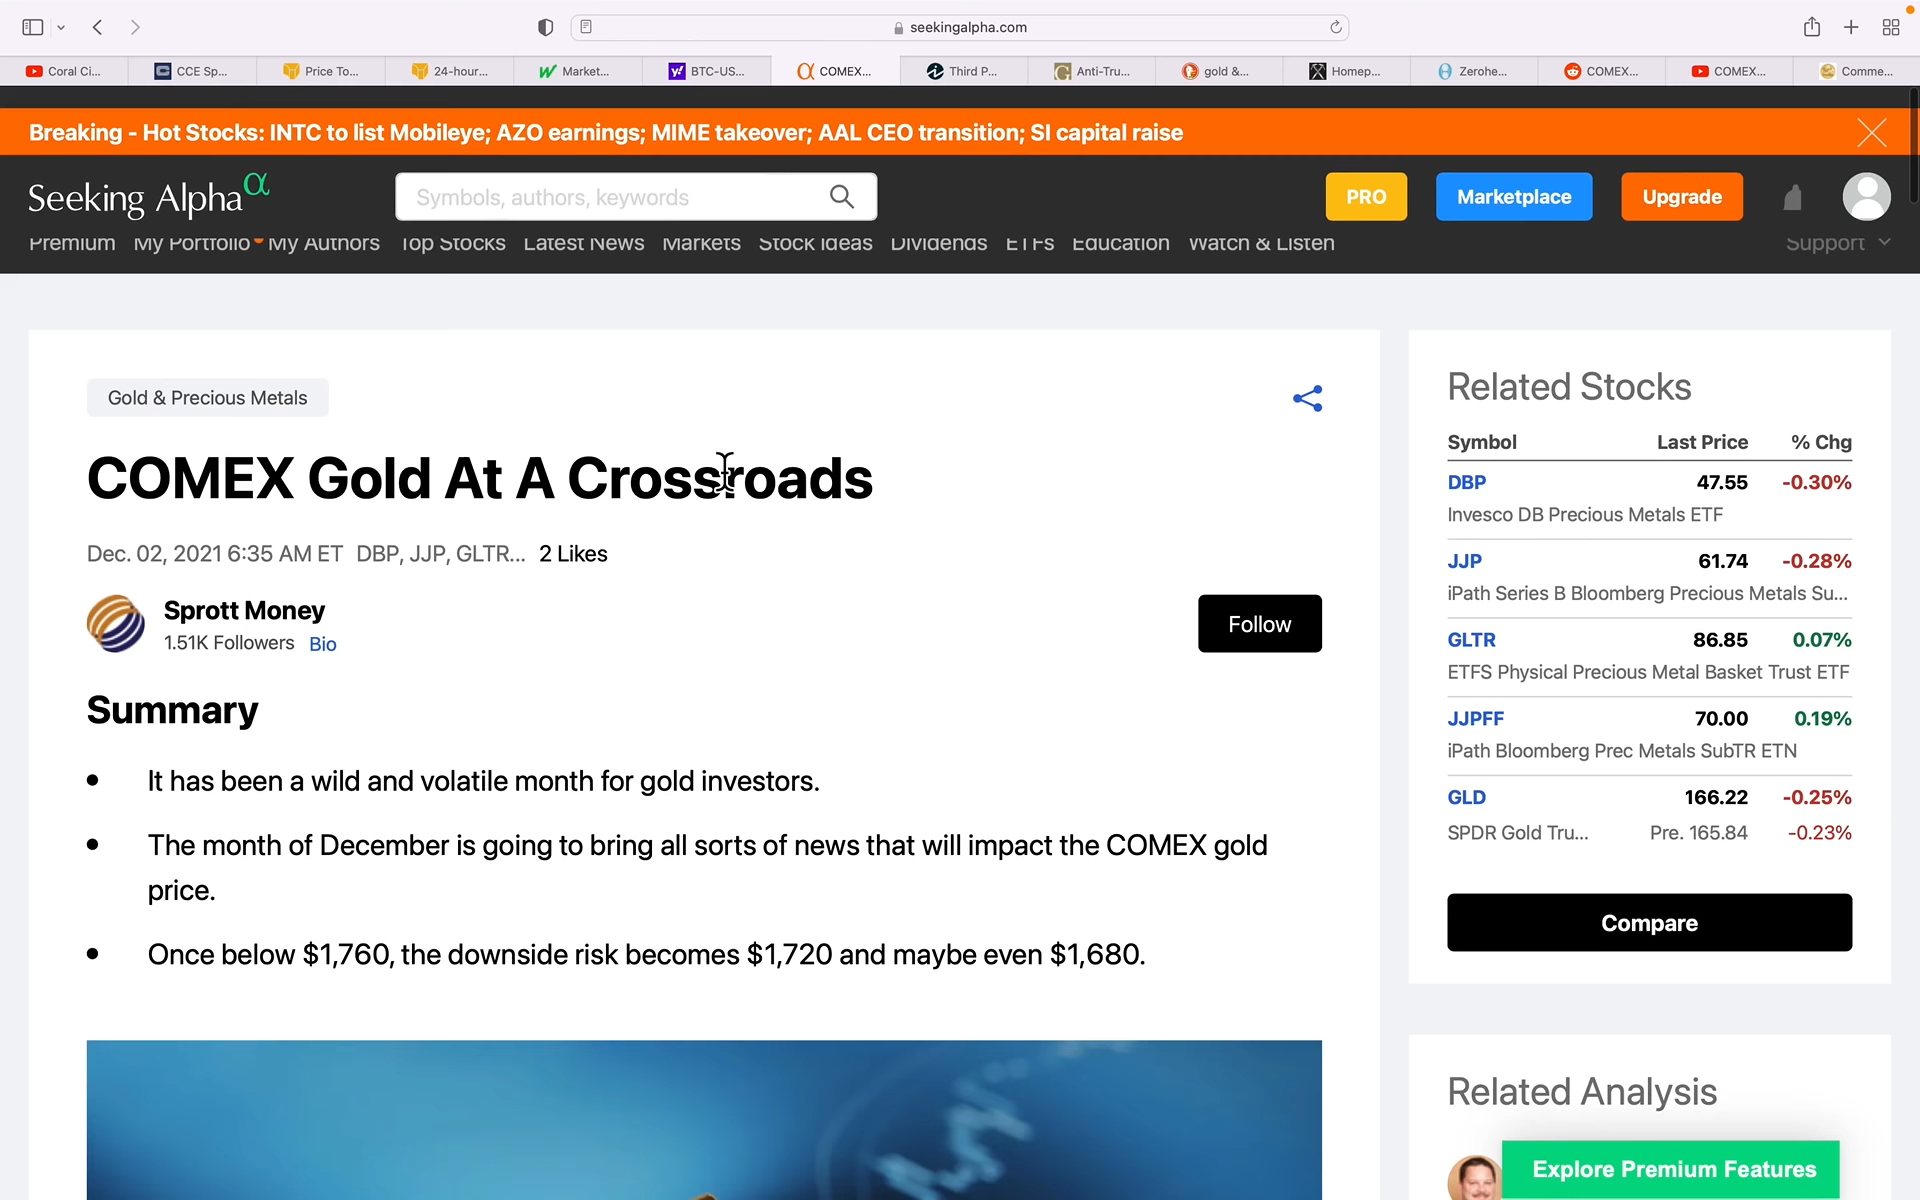 seekingalpha.com
Coral Ci... CCE Sp... Price To... 24-hour... Market... BTC-US... COMEX... Third P... Anti-Tru... gold &... Homep... Zerohe... COMEX... COMEX... Comme...
Breaking - Hot Stocks: INTC to list Mobileye; AZO earnings; MIME takeover; AAL CEO transition; SI capital raise
Seeking Alpha α
Symbols, authors, keywords
PRO
Marketplace
Upgrade
Premium My Portfolio My Authors Top Stocks Latest News Markets Stock Ideas Dividends ETFs Education Watch & Listen Support
Gold & Precious Metals
COMEX Gold At A Crossroads
Dec. 02, 2021 6:35 AM ET DBP, JJP, GLTR... 2 Likes
Sprott Money
1.51K Followers Bio
Follow
Summary
• It has been a wild and volatile month for gold investors.
• The month of December is going to bring all sorts of news that will impact the COMEX gold
price.
• Once below $1,760, the downside risk becomes $1,720 and maybe even $1,680.
Related Stocks
Symbol Last Price % Chg
DBP 47.55 -0.30%
Invesco DB Precious Metals ETF
JJP 61.74 -0.28%
iPath Series B Bloomberg Precious Metals Su...
GLTR 86.85 0.07%
ETFS Physical Precious Metal Basket Trust ETF
JJPFF 70.00 0.19%
iPath Bloomberg Prec Metals SubTR ETN
GLD 166.22 -0.25%
SPDR Gold Tru... Pre. 165.84 -0.23%
Compare
Related Analysis
Explore Premium Features